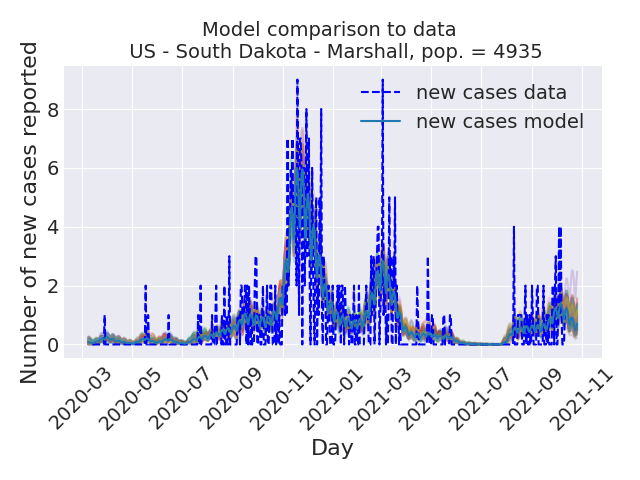 Model comparison to data
US - South Dakota - Marshall, pop. = 4935
Number of new cases reported
8
6
4
2
0
new cases data
new cases model
2020-03
2020-05
2020-07
2020-09
2020-11
2021-01
2021-03
2021-05
2021-07
2021-09
2021-11
Day